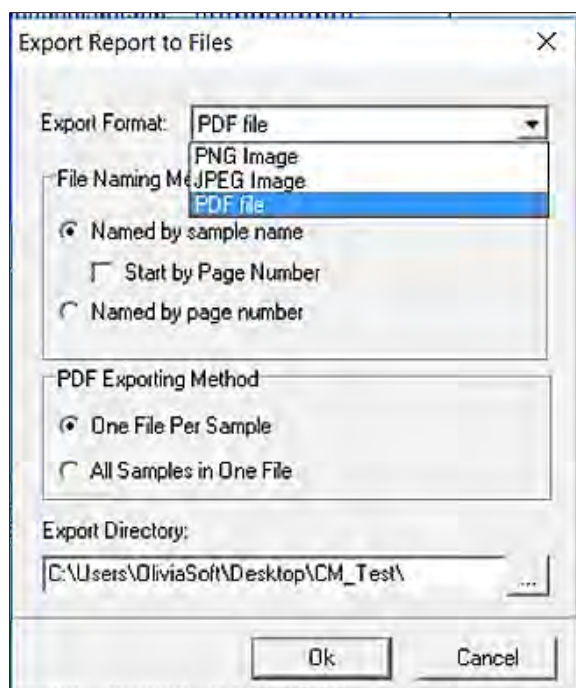 Export Report to Files
Export Format: PDF file
PNG Image
JPEG Image
PDF file
File Naming Me
Named by sample name
Start by Page Number
Named by page number
PDF Exporting Method
One File Per Sample
All Samples in One File
Export Directory:
C:\Users\OliviaSoft\Desktop\CM_Test\ ...
Ok Cancel